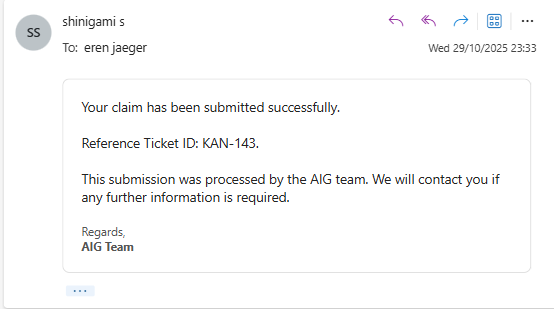 SS
shinigami s
To: eren jaeger
Wed 29/10/2025 23:33
Your claim has been submitted successfully.
Reference Ticket ID: KAN-143.
This submission was processed by the AIG team. We will contact you if
any further information is required.
Regards,
AIG Team